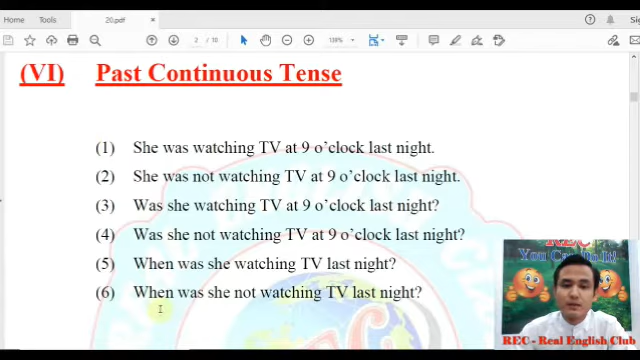 Home Tools 20.pdf × Sig
2 / 10 138%
(VI) Past Continuous Tense
(1) She was watching TV at 9 o'clock last night.
(2) She was not watching TV at 9 o'clock last night.
(3) Was she watching TV at 9 o'clock last night?
(4) Was she not watching TV at 9 o'clock last night?
(5) When was she watching TV last night?
(6) When was she not watching TV last night?
REC
You Can Do It!
REC - Real English Club